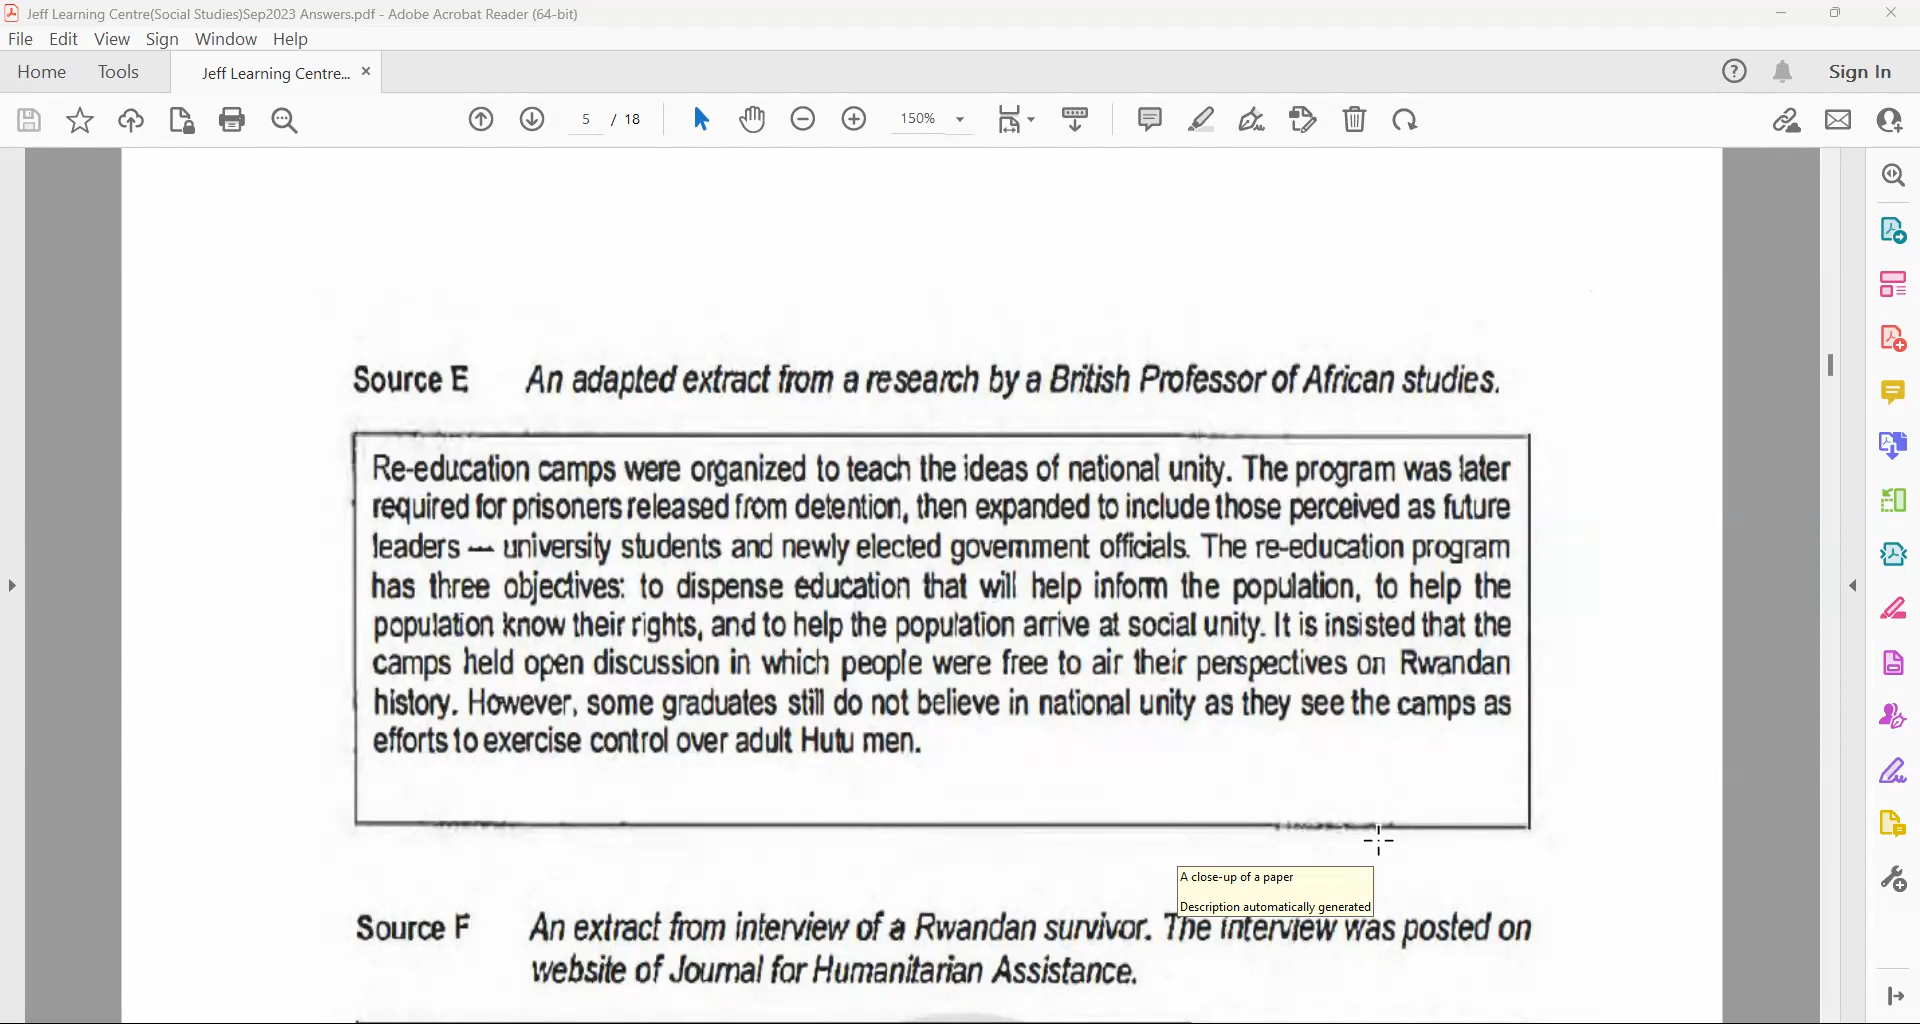 Jeff Learning Centre(Social Studies)Sep2023 Answers.pdf - Adobe Acrobat Reader (64-bit)
File Edit View Sign Window Help
Home Tools Jeff Learning Centre... × Sign In
5 / 18 150%
Source E An adapted extract from a research by a British Professor of African studies.
Re-education camps were organized to teach the ideas of national unity. The program was later
required for prisoners released from detention, then expanded to include those perceived as future
leaders — university students and newly elected government officials. The re-education program
has three objectives: to dispense education that will help inform the population, to help the
population know their rights, and to help the population arrive at social unity. It is insisted that the
camps held open discussion in which people were free to air their perspectives on Rwandan
history. However, some graduates still do not believe in national unity as they see the camps as
efforts to exercise control over adult Hutu men.
A close-up of a paper
Description automatically generated
Source F An extract from interview of a Rwandan survivor. The interview was posted on
website of Journal for Humanitarian Assistance.